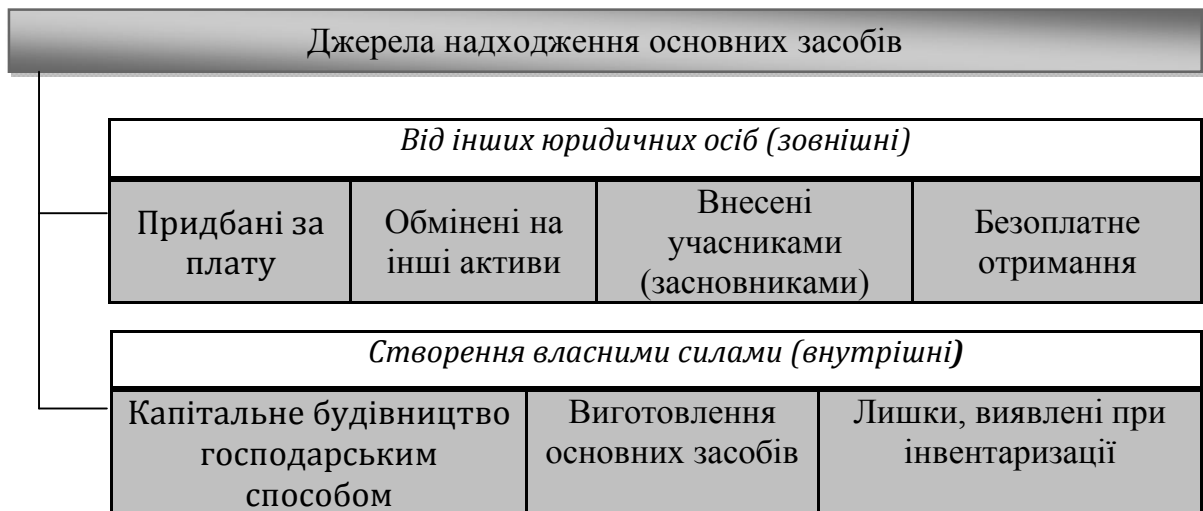 Джерела надходження основних засобів
Від інших юридичних осіб (зовнішні)
Придбані за
плату
Обмінені на
інші активи
Внесені
учасниками
(засновниками)
Безоплатне
отримання
Створення власними силами (внутрішні)
Капітальне будівництво
господарським
способом
Виготовлення
основних засобів
Лишки, виявлені при
інвентаризації